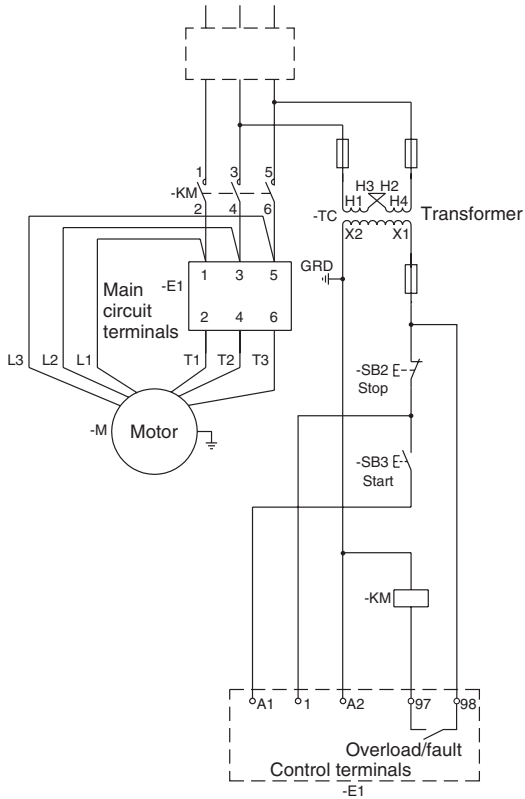 1 3 5
-KM
2 4 6
H3 H2
H1 H4
-TC
Transformer
X2 X1
GRD
1 3 5
-E1
Main
circuit
terminals
2 4 6
L3 L2 L1 T1 T2 T3
-SB2
Stop
-M
Motor
-SB3
Start
-KM
A1 1 A2 97 98
Overload/fault
Control terminals
-E1